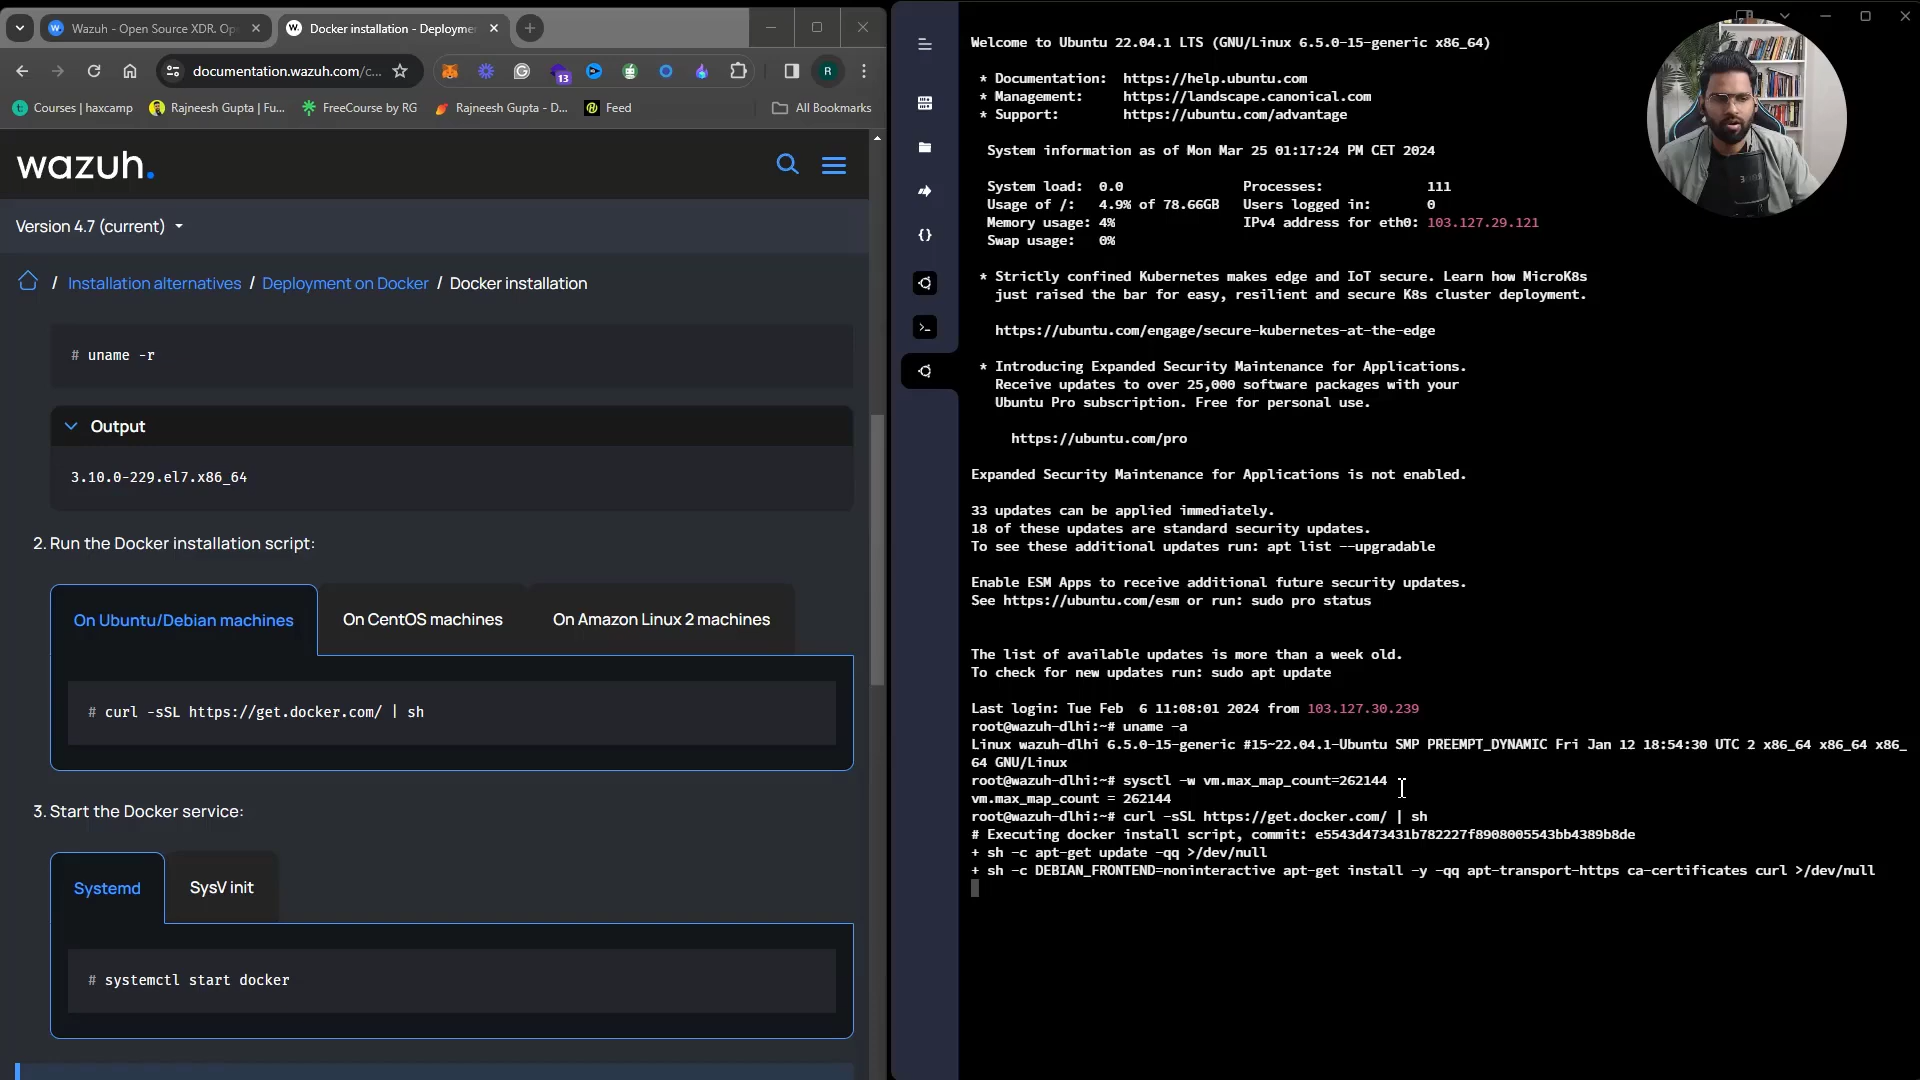 Wazuh - Open Source XDR. Op
Docker installation - Deployme
documentation.wazuh.com/c...
13
R
Courses | haxcamp
Rajneesh Gupta | Fu...
FreeCourse by RG
Rajneesh Gupta - D...
Feed
All Bookmarks
wazuh.
Version 4.7 (current)
/ Installation alternatives / Deployment on Docker / Docker installation
# uname -r
Output
3.10.0-229.el7.x86_64
2. Run the Docker installation script:
On Ubuntu/Debian machines
On CentOS machines
On Amazon Linux 2 machines
# curl -sSL https://get.docker.com/ | sh
3. Start the Docker service:
Systemd
SysV init
# systemctl start docker
Welcome to Ubuntu 22.04.1 LTS (GNU/Linux 6.5.0-15-generic x86_64)
* Documentation: https://help.ubuntu.com
* Management: https://landscape.canonical.com
* Support: https://ubuntu.com/advantage
System information as of Mon Mar 25 01:17:24 PM CET 2024
System load: 0.0 Processes: 111
Usage of /: 4.9% of 78.66GB Users logged in: 0
Memory usage: 4% IPv4 address for eth0: 103.127.29.121
Swap usage: 0%
* Strictly confined Kubernetes makes edge and IoT secure. Learn how MicroK8s
just raised the bar for easy, resilient and secure K8s cluster deployment.
https://ubuntu.com/engage/secure-kubernetes-at-the-edge
* Introducing Expanded Security Maintenance for Applications.
Receive updates to over 25,000 software packages with your
Ubuntu Pro subscription. Free for personal use.
https://ubuntu.com/pro
Expanded Security Maintenance for Applications is not enabled.
33 updates can be applied immediately.
18 of these updates are standard security updates.
To see these additional updates run: apt list --upgradable
Enable ESM Apps to receive additional future security updates.
See https://ubuntu.com/esm or run: sudo pro status
The list of available updates is more than a week old.
To check for new updates run: sudo apt update
Last login: Tue Feb  6 11:08:01 2024 from 103.127.30.239
root@wazuh-dlhi:~# uname -a
Linux wazuh-dlhi 6.5.0-15-generic #15~22.04.1-Ubuntu SMP PREEMPT_DYNAMIC Fri Jan 12 18:54:30 UTC 2 x86_64 x86_64 x86_
64 GNU/Linux
root@wazuh-dlhi:~# sysctl -w vm.max_map_count=262144
vm.max_map_count = 262144
root@wazuh-dlhi:~# curl -sSL https://get.docker.com/ | sh
# Executing docker install script, commit: e5543d473431b782227f8908005543bb4389b8de
+ sh -c apt-get update -qq >/dev/null
+ sh -c DEBIAN_FRONTEND=noninteractive apt-get install -y -qq apt-transport-https ca-certificates curl >/dev/null